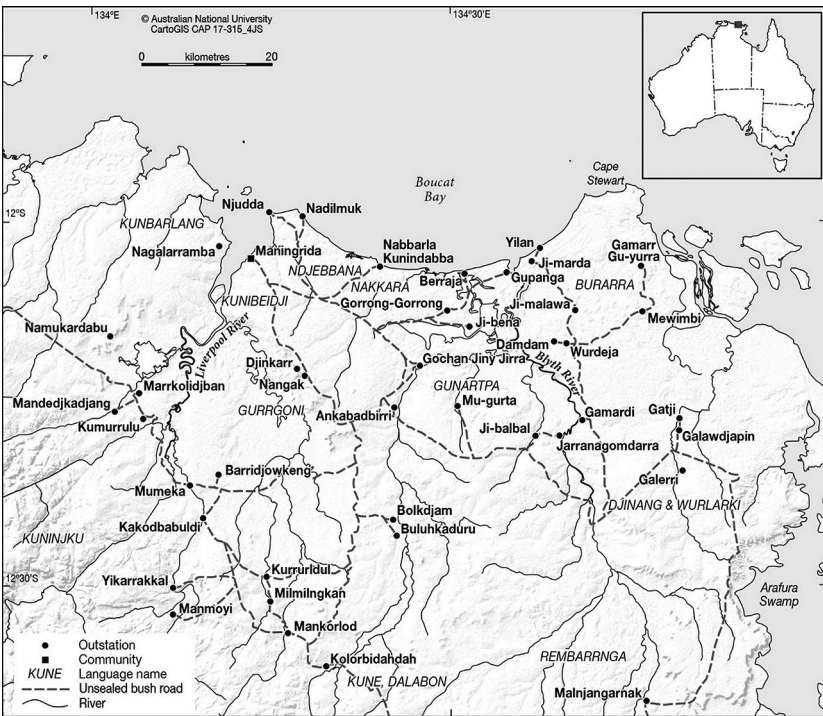 134°E
© Australian National University
CartoGIS CAP 17-315_4JS
134°30'E
0 kilometres 20
Boucat
Bay
Cape
Stewart
12°S
KUNBARLANG
Njudda
Nadilmuk
Nagalarramba
Maningrida
Nabbarla
Kunindabba
Yilan
Gamarr
Gu-yurra
NDJEBBANA
NAKKARA
Berraja
Ji-marda
Gupanga
BURARRA
KUNIBEIDJI
Gorrong-Gorrong
Ji-malawa
Mewimbi
Namukardabu
Liverpool River
Ji-bena
Damdam
Wurdeja
Djinkarr
Nangak
Gochan Jiny Jirra
Blyth River
Marrkolidjban
Mandedjkadjang
Kumurrulu
GURRGONI
GUNARTPA
Mu-gurta
Ankabadbirri
Gamardi
Gatji
Ji-balbal
Jarranagomdarra
Galawdjapin
Barridjowkeng
Mumeka
Galerri
Kakodbabuldi
Bolkdjam
Buluhkaduru
DJINANG & WURLARKI
KUNINJKU
12°30'S
Yikarrakkal
Kurrurldul
Milmilngkan
Manmoyi
Mankorlod
Arafura
Swamp
Kolorbidahdah
KUNE, DALABON
REMBARRNGA
Malnjangarnak
Outstation
Community
KUNE Language name
Unsealed bush road
River